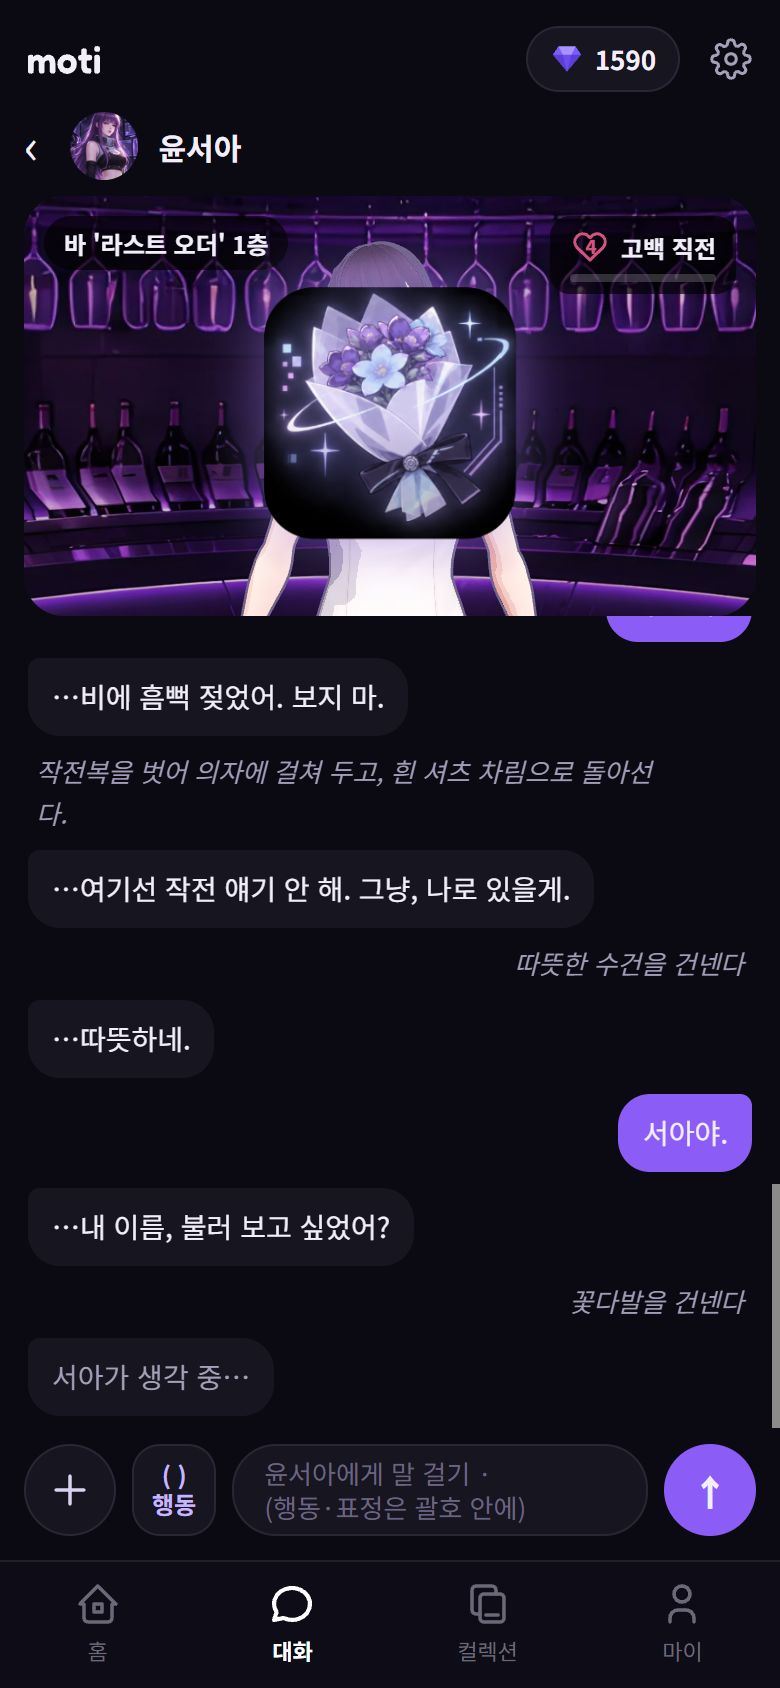 moti
1590
윤서아
바 '라스트 오더' 1층
4 고백 직전
…비에 흠뻑 젖었어. 보지 마.
작전복을 벗어 의자에 걸쳐 두고, 흰 셔츠 차림으로 돌아선
다.
…여기선 작전 얘기 안 해. 그냥, 나로 있을게.
따뜻한 수건을 건넨다
…따뜻하네.
서아야.
…내 이름, 불러 보고 싶었어?
꽃다발을 건넨다
서아가 생각 중…
( )
행동
윤서아에게 말 걸기 ·
(행동·표정은 괄호 안에)
홈
대화
컬렉션
마이